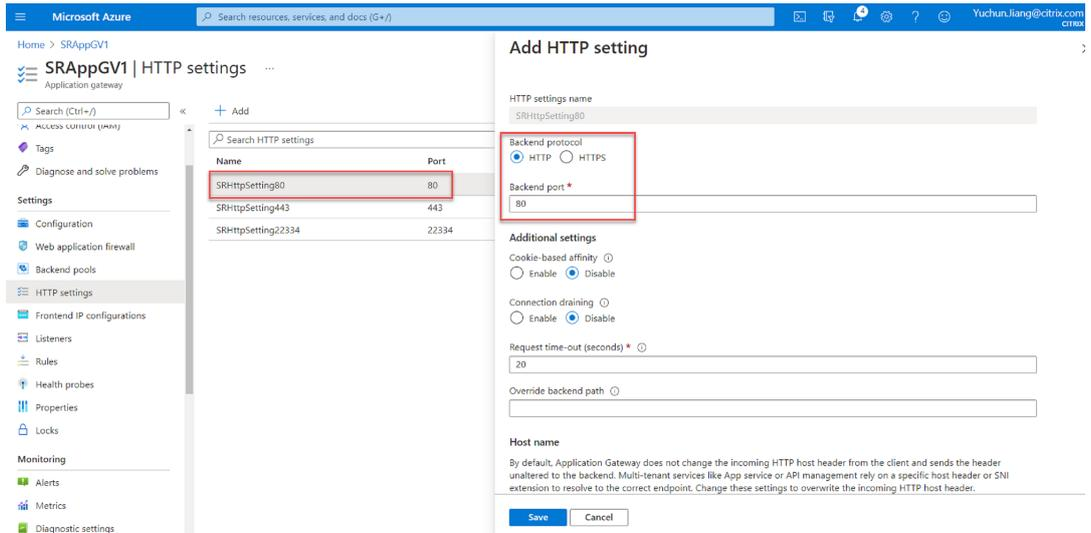 Microsoft Azure
Search resources, services, and docs (G+/)
4
Yuchun.Jiang@citrix.com
CITRIX
Home > SRAppGV1
SRAppGV1 | HTTP settings ...
Application gateway
Search (Ctrl+/)
«
Access control (IAM)
Tags
Diagnose and solve problems
Settings
Configuration
Web application firewall
Backend pools
HTTP settings
Frontend IP configurations
Listeners
Rules
Health probes
Properties
Locks
Monitoring
Alerts
Metrics
Diagnostic settings
+ Add
Search HTTP settings
Name Port
SRHttpSetting80 80
SRHttpSetting443 443
SRHttpSetting22334 22334
Add HTTP setting
HTTP settings name
SRHttpSetting80
Backend protocol
HTTP HTTPS
Backend port *
80
Additional settings
Cookie-based affinity
Enable Disable
Connection draining
Enable Disable
Request time-out (seconds) *
20
Override backend path
Host name
By default, Application Gateway does not change the incoming HTTP host header from the client and sends the header
unaltered to the backend. Multi-tenant services like App service or API management rely on a specific host header or SNI
extension to resolve to the correct endpoint. Change these settings to overwrite the incoming HTTP host header.
Save Cancel